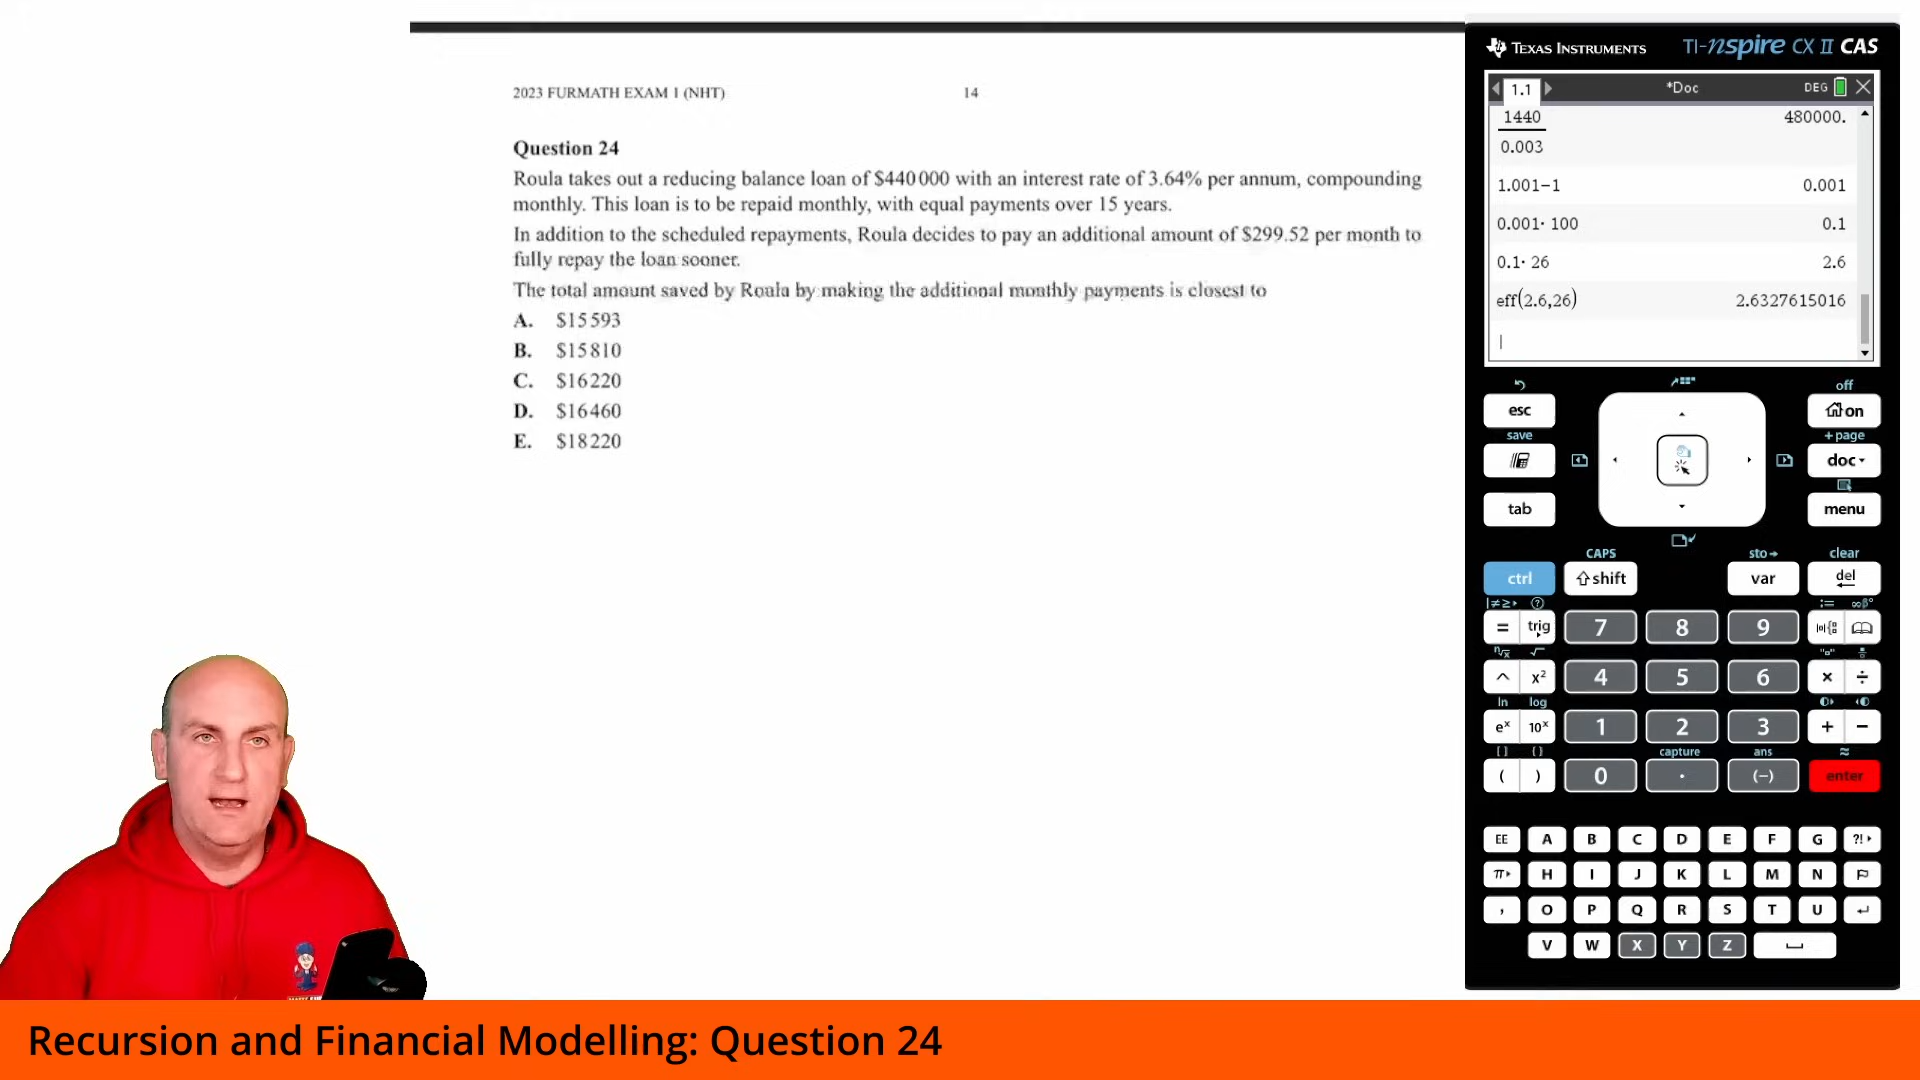 2023 FURMATH EXAM 1 (NHT)
14
Question 24
Roula takes out a reducing balance loan of $440 000 with an interest rate of 3.64% per annum, compounding
monthly. This loan is to be repaid monthly, with equal payments over 15 years.
In addition to the scheduled repayments, Roula decides to pay an additional amount of $299.52 per month to
fully repay the loan sooner.
The total amount saved by Roula by making the additional monthly payments is closest to
A. $15 593
B. $15 810
C. $16 220
D. $16 460
E. $18 220
TEXAS INSTRUMENTS
TI-nspire CX II CAS
1.1
*Doc
DEG
1440
0.003
480000.
1.001−1
0.001
0.001· 100
0.1
0.1· 26
2.6
eff(2.6,26)
2.6327615016
off
esc
on
save
+ page
doc
tab
menu
CAPS
sto
clear
ctrl
shift
var
del
= trig 7 8 9
^ x² 4 5 6 × ÷
ln log
eˣ 10ˣ 1 2 3 + −
[ ] { } capture ans ≈
( ) 0 . (−) enter
EE A B C D E F G ?!
π H I J K L M N
, O P Q R S T U
V W X Y Z
Recursion and Financial Modelling: Question 24